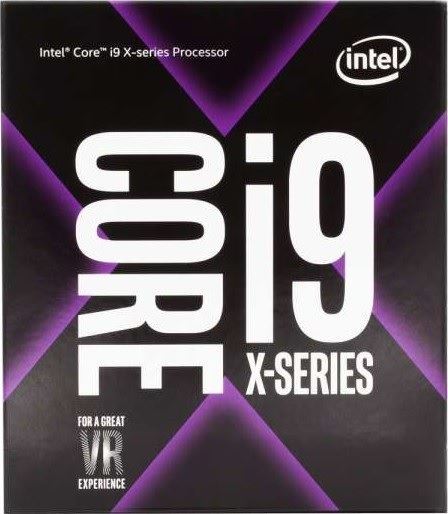 Intel® Core™ i9 X-series Processor
intel®
CORE
i9
X-SERIES
FOR A GREAT
VR
EXPERIENCE